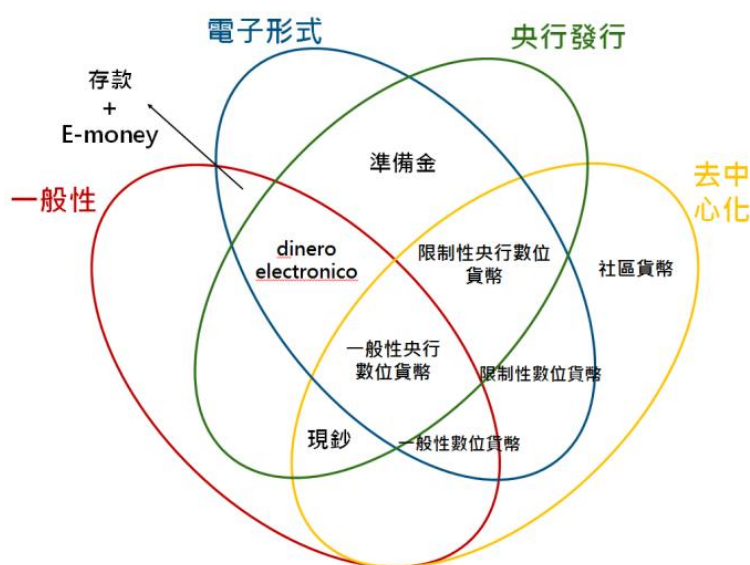 電子形式
央行發行
存款
+
E-money
準備金
一般性
去中
心化
dinero
electronico
限制性央行數位
貨幣
社區貨幣
一般性央行
數位貨幣
限制性數位貨幣
現鈔
一般性數位貨幣